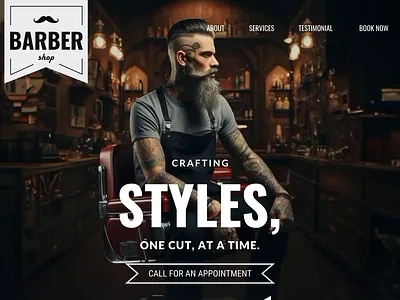 BARBER
shop
ABOUT
SERVICES
TESTIMONIAL
BOOK NOW
CRAFTING
STYLES,
ONE CUT, AT A TIME.
CALL FOR AN APPOINTMENT